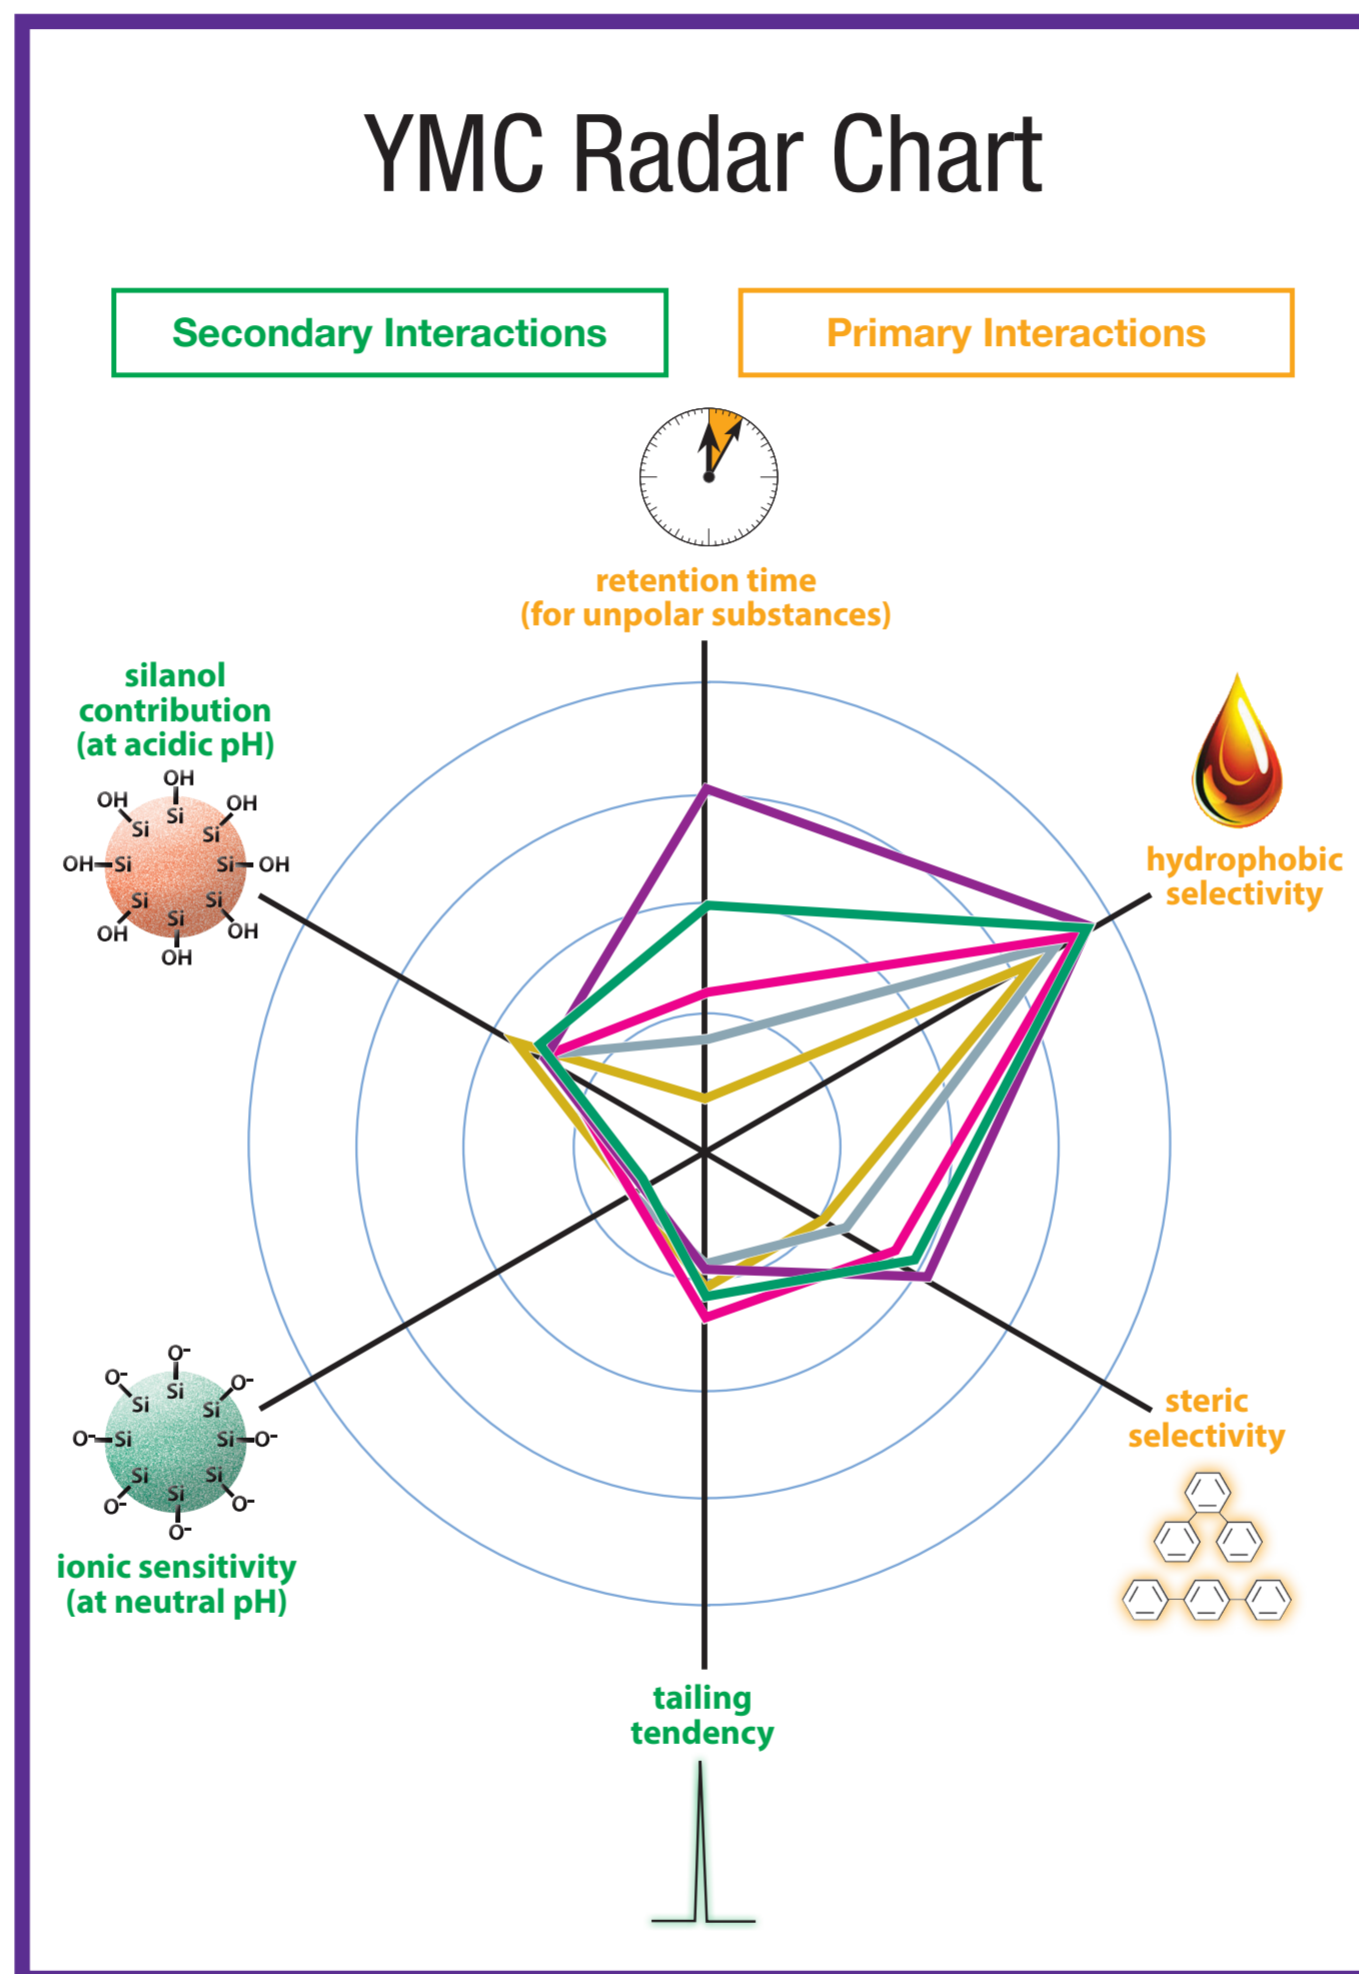 YMC Radar Chart
Secondary Interactions
Primary Interactions
retention time
(for unpolar substances)
silanol
contribution
(at acidic pH)
OH
OH
OH
Si
Si
Si
OH
Si
Si
OH
Si
Si
Si
OH
OH
OH
hydrophobic
selectivity
steric
selectivity
O-
O-
O-
Si
Si
Si
O-
Si
Si
O-
Si
Si
Si
O-
O-
O-
ionic sensitivity
(at neutral pH)
tailing
tendency